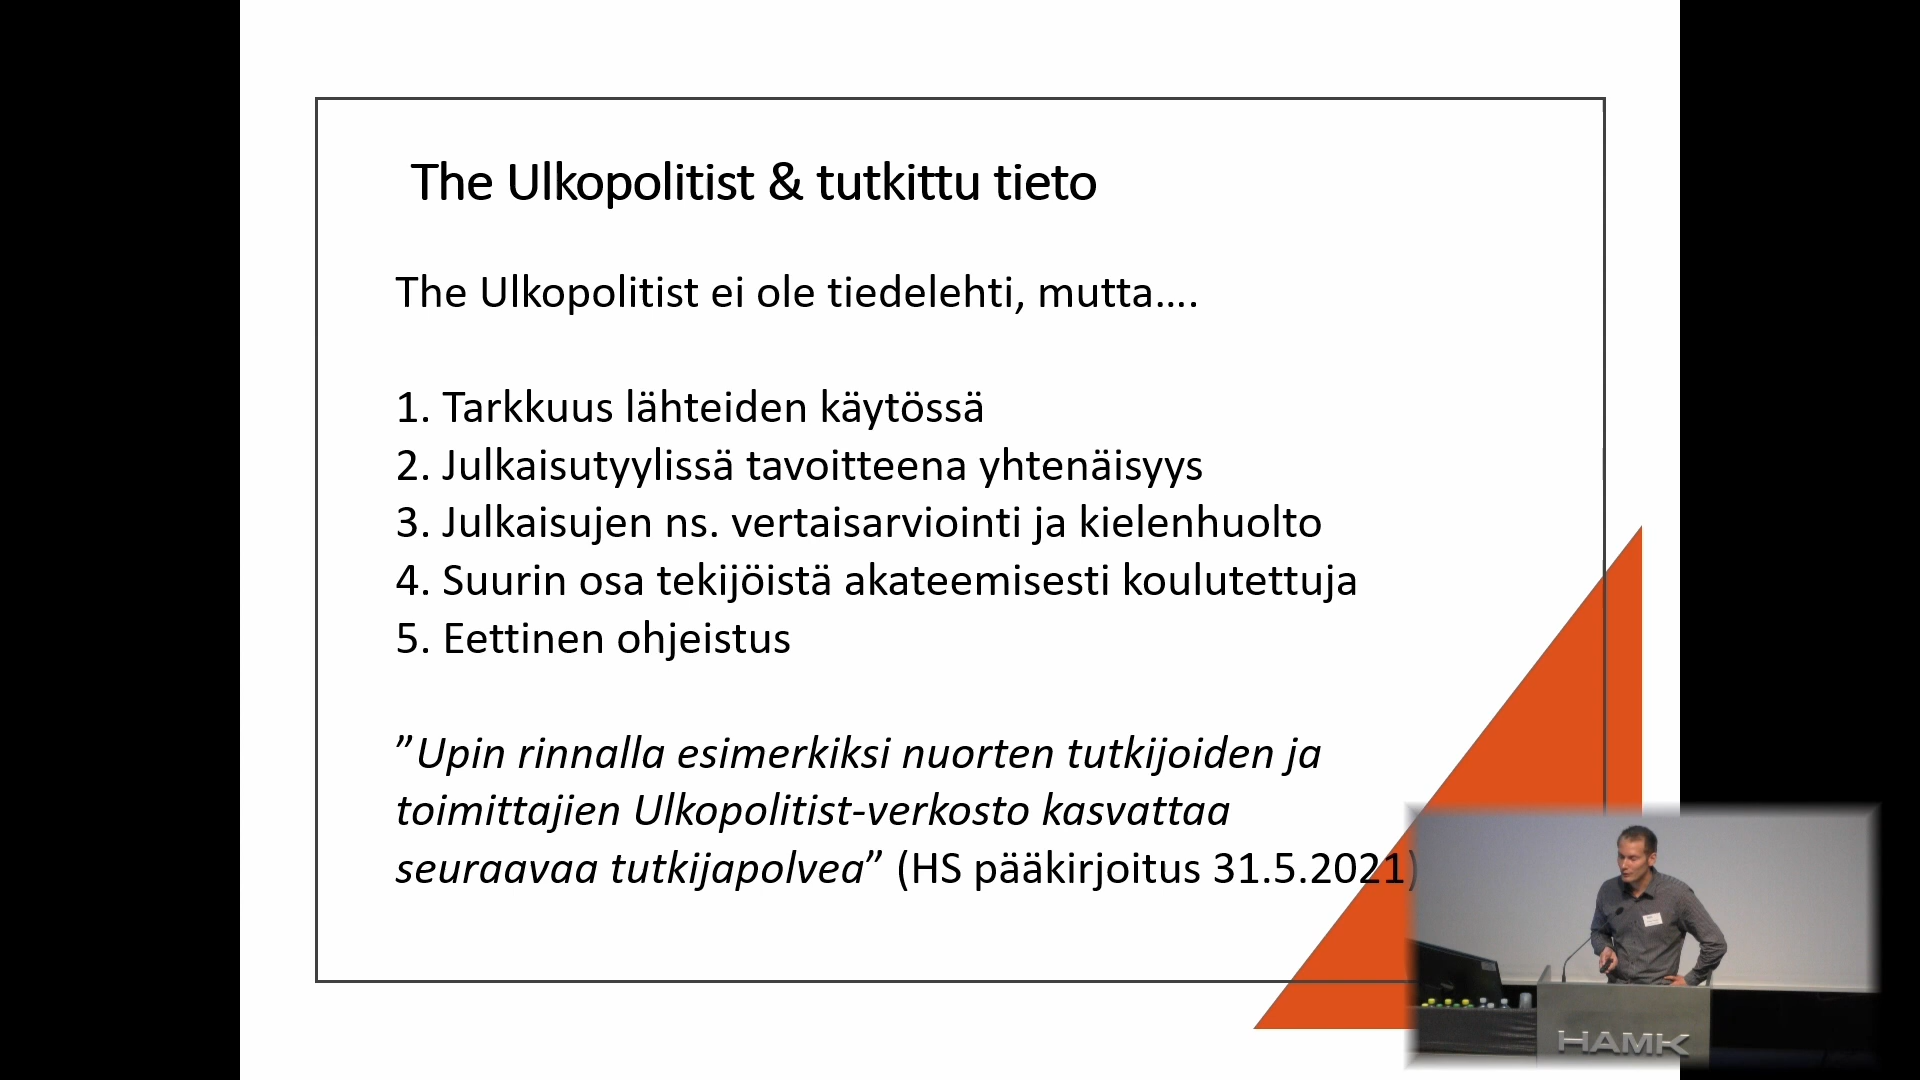 The Ulkopolitist & tutkittu tieto
The Ulkopolitist ei ole tiedelehti, mutta....
1. Tarkkuus lähteiden käytössä
2. Julkaisutyylissä tavoitteena yhtenäisyys
3. Julkaisujen ns. vertaisarviointi ja kielenhuolto
4. Suurin osa tekijöistä akateemisesti koulutettuja
5. Eettinen ohjeistus
”Upin rinnalla esimerkiksi nuorten tutkijoiden ja
toimittajien Ulkopolitist-verkosto kasvattaa
seuraavaa tutkijapolvea” (HS pääkirjoitus 31.5.2021)
HAMK